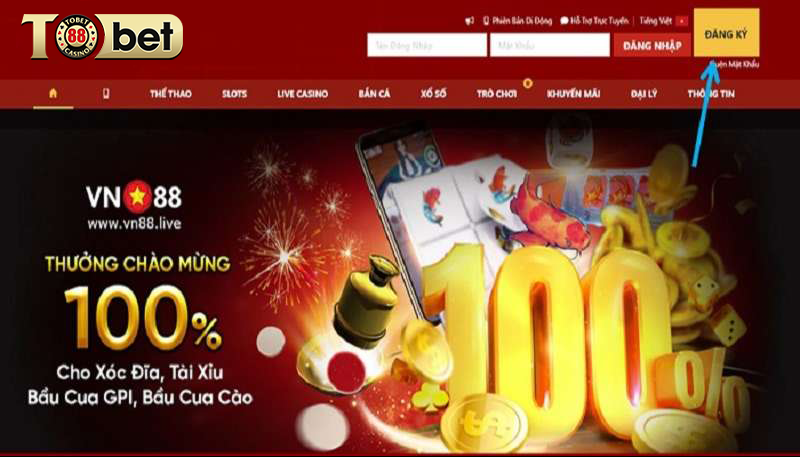 TOBET
88
CASINO
TObet
Phiên Bản Di Động
Hỗ Trợ Trực Tuyến | Tiếng Việt
Tên Đăng Nhập
Mật Khẩu
ĐĂNG NHẬP
ĐĂNG KÝ
Quên Mật Khẩu
THỂ THAO
SLOTS
LIVE CASINO
BẮN CÁ
XỔ SỐ
TRÒ CHƠI
KHUYẾN MÃI
ĐẠI LÝ
THÔNG TIN
VN 88
www.vn88.live
THƯỞNG CHÀO MỪNG
100%
Cho Xóc Đĩa, Tài Xỉu
Bầu Cua GPI, Bầu Cua Cào
100%